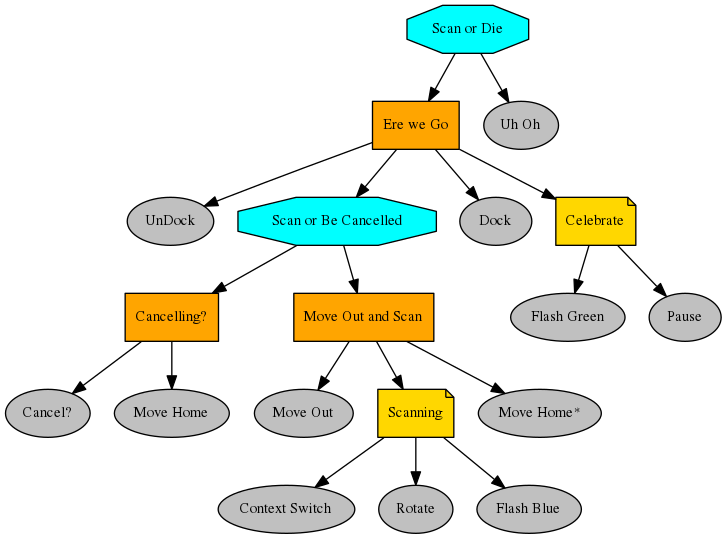 Scan or Die
Ere we Go
Uh Oh
UnDock
Scan or Be Cancelled
Dock
Celebrate
Cancelling?
Move Out and Scan
Flash Green
Pause
Cancel?
Move Home
Move Out
Scanning
Move Home*
Context Switch
Rotate
Flash Blue